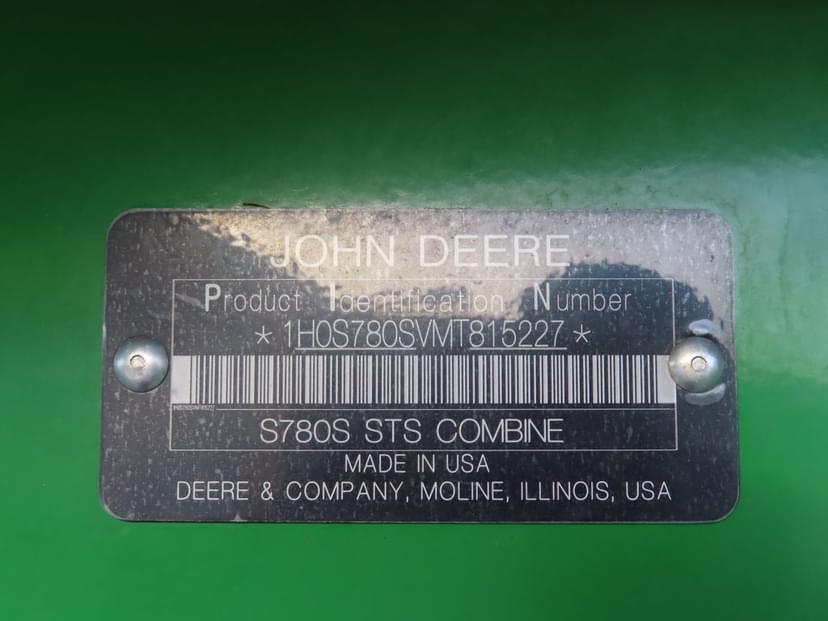 JOHN DEERE
Product Identification Number
*1H0S780SVMT815227*
S780S STS COMBINE
MADE IN USA
DEERE & COMPANY, MOLINE, ILLINOIS, USA